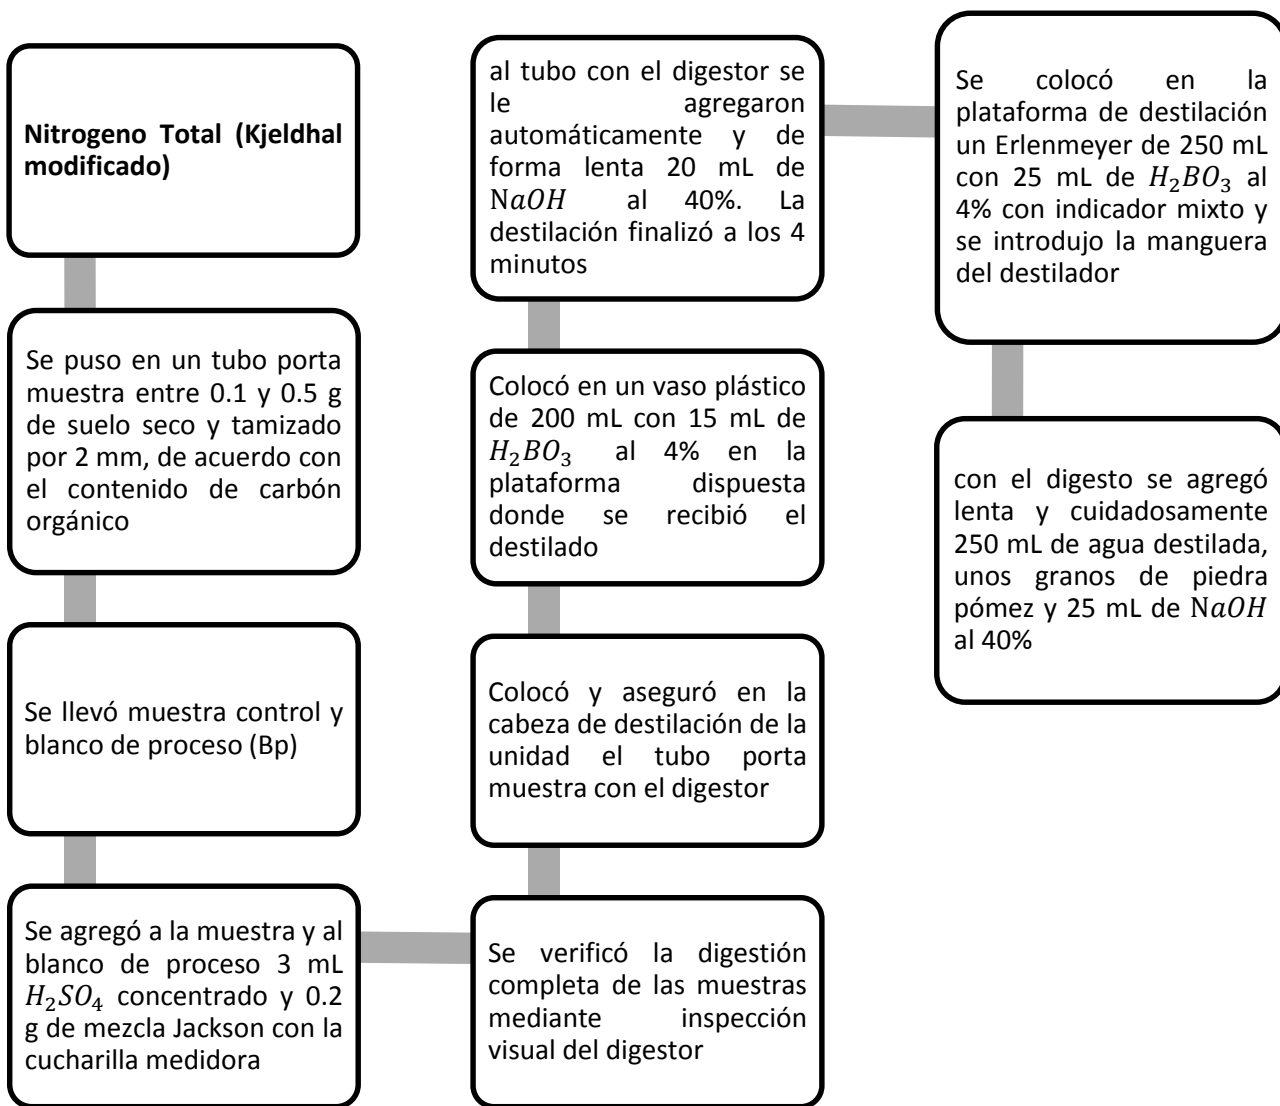 Nitrogeno Total (Kjeldhal
modificado)
Se puso en un tubo porta
muestra entre 0.1 y 0.5 g
de suelo seco y tamizado
por 2 mm, de acuerdo con
el contenido de carbón
orgánico
Se llevó muestra control y
blanco de proceso (Bp)
Se agregó a la muestra y al
blanco de proceso 3 mL
H₂SO₄ concentrado y 0.2
g de mezcla Jackson con la
cucharilla medidora
Se verificó la digestión
completa de las muestras
mediante inspección
visual del digestor
Colocó y aseguró en la
cabeza de destilación de la
unidad el tubo porta
muestra con el digestor
Colocó en un vaso plástico
de 200 mL con 15 mL de
H₂BO₃ al 4% en la
plataforma dispuesta
donde se recibió el
destilado
al tubo con el digestor se
le agregaron
automáticamente y de
forma lenta 20 mL de
NaOH al 40%. La
destilación finalizó a los 4
minutos
Se colocó en la
plataforma de destilación
un Erlenmeyer de 250 mL
con 25 mL de H₂BO₃ al
4% con indicador mixto y
se introdujo la manguera
del destilador
con el digesto se agregó
lenta y cuidadosamente
250 mL de agua destilada,
unos granos de piedra
pómez y 25 mL de NaOH
al 40%